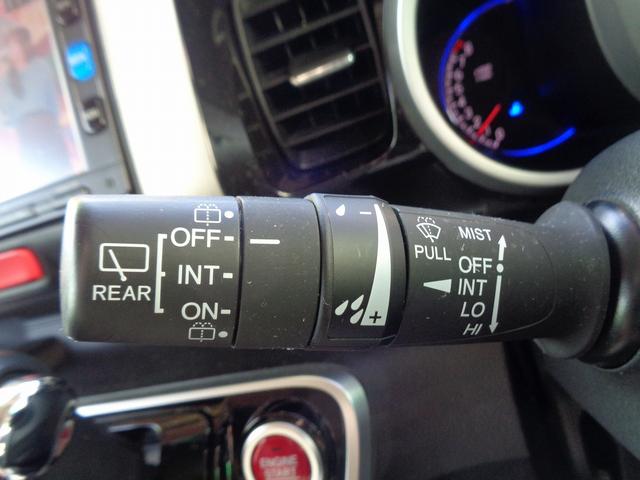 REAR
OFF
INT
ON
- +
PULL
MIST
OFF
INT
LO
HI
ENGINE
START